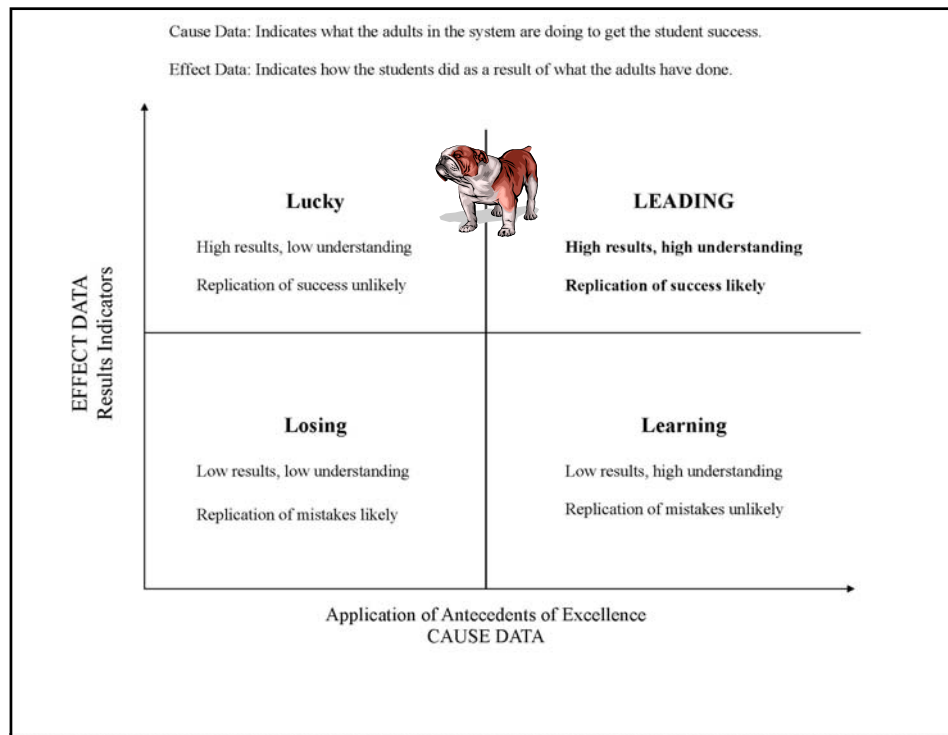 Cause Data: Indicates what the adults in the system are doing to get the student success.
Effect Data: Indicates how the students did as a result of what the adults have done.
EFFECT DATA
Results Indicators
Lucky
High results, low understanding
Replication of success unlikely
LEADING
High results, high understanding
Replication of success likely
Losing
Low results, low understanding
Replication of mistakes likely
Learning
Low results, high understanding
Replication of mistakes unlikely
Application of Antecedents of Excellence
CAUSE DATA